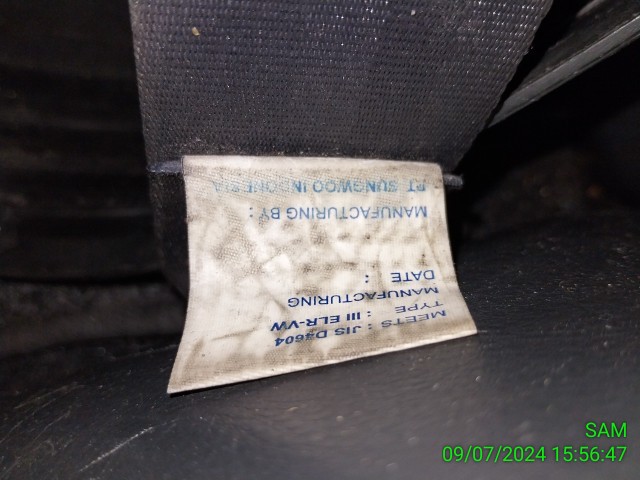 MEETS : JIS D4604
TYPE : III ELR-VW
MANUFACTURING
DATE :
MANUFACTURING BY :
PT SUNGWOO INDONESIA
SAM
09/07/2024 15:56:47